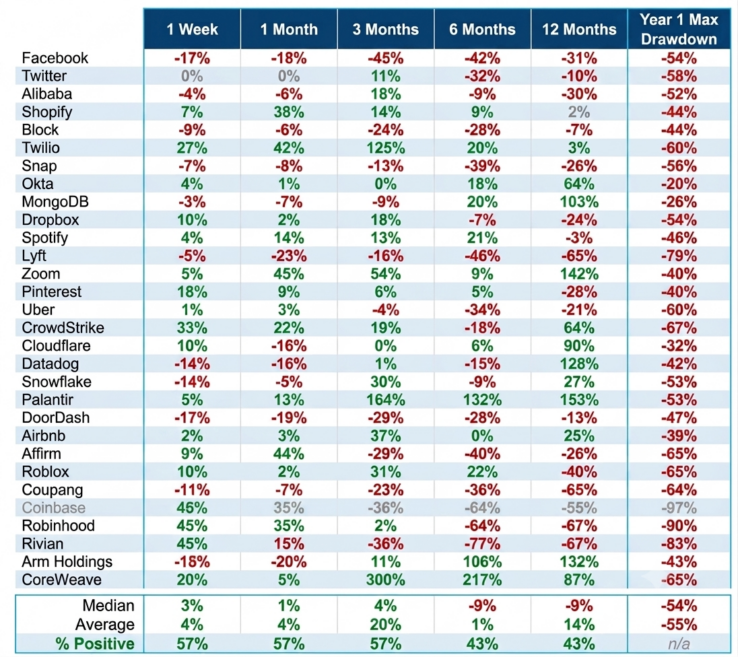 1 Week 1 Month 3 Months 6 Months 12 Months Year 1 Max Drawdown
Facebook -17% -18% -45% -42% -31% -54%
Twitter 0% 0% 11% -32% -10% -58%
Alibaba -4% -6% 18% -9% -30% -52%
Shopify 7% 38% 14% 9% 2% -44%
Block -9% -6% -24% -28% -7% -44%
Twilio 27% 42% 125% 20% 3% -60%
Snap -7% -8% -13% -39% -26% -56%
Okta 4% 1% 0% 18% 64% -20%
MongoDB -3% -7% -9% 20% 103% -26%
Dropbox 10% 2% 18% -7% -24% -54%
Spotify 4% 14% 13% 21% -3% -46%
Lyft -5% -23% -16% -46% -65% -79%
Zoom 5% 45% 54% 9% 142% -40%
Pinterest 18% 9% 6% 5% -28% -40%
Uber 1% 3% -4% -34% -21% -60%
CrowdStrike 33% 22% 19% -18% 64% -67%
Cloudflare 10% -16% 0% 6% 90% -32%
Datadog -14% -16% 1% -15% 128% -42%
Snowflake -14% -5% 30% -9% 27% -53%
Palantir 5% 13% 164% 132% 153% -53%
DoorDash -17% -19% -29% -28% -13% -47%
Airbnb 2% 3% 37% 0% 25% -39%
Affirm 9% 44% -29% -40% -26% -65%
Roblox 10% 2% 31% 22% -40% -65%
Coupang -11% -7% -23% -36% -65% -64%
Coinbase 46% 35% -36% -64% -55% -97%
Robinhood 45% 35% 2% -64% -67% -90%
Rivian 45% 15% -36% -77% -67% -83%
Arm Holdings -18% -20% 11% 106% 132% -43%
CoreWeave 20% 5% 300% 217% 87% -65%
Median 3% 1% 4% -9% -9% -54%
Average 4% 4% 20% 1% 14% -55%
% Positive 57% 57% 57% 43% 43% n/a